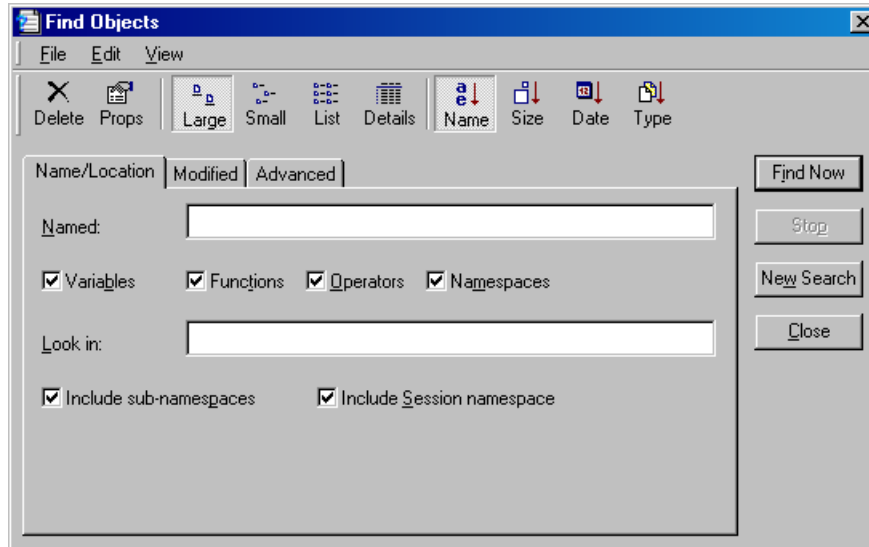 Find Objects
File Edit View
Delete Props Large Small List Details Name Size Date Type
Name/Location Modified Advanced
Find Now
Named:
Stop
Variables Functions Operators Namespaces
New Search
Look in:
Close
Include sub-namespaces Include Session namespace